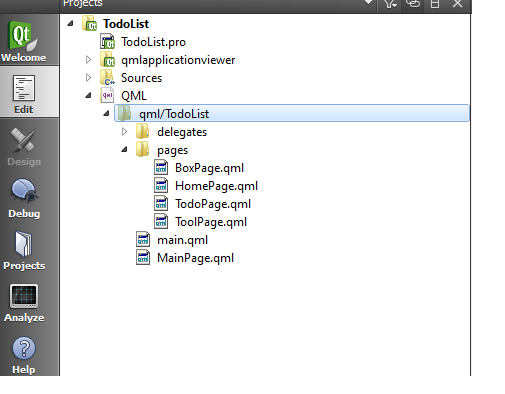 Projects
TodoList
TodoList.pro
qmlapplicationviewer
Sources
QML
qml/TodoList
delegates
pages
BoxPage.qml
HomePage.qml
TodoPage.qml
ToolPage.qml
main.qml
MainPage.qml
Qt
Welcome
Edit
Design
Debug
Projects
Analyze
Help